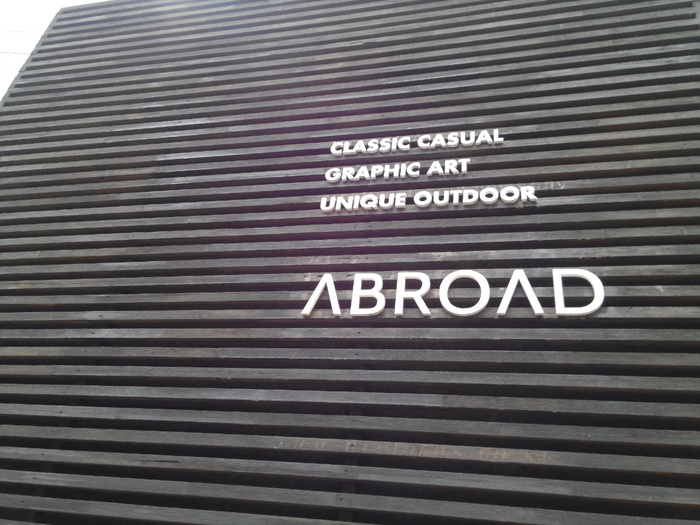 CLASSIC CASUAL
GRAPHIC ART
UNIQUE OUTDOOR
ABROAD